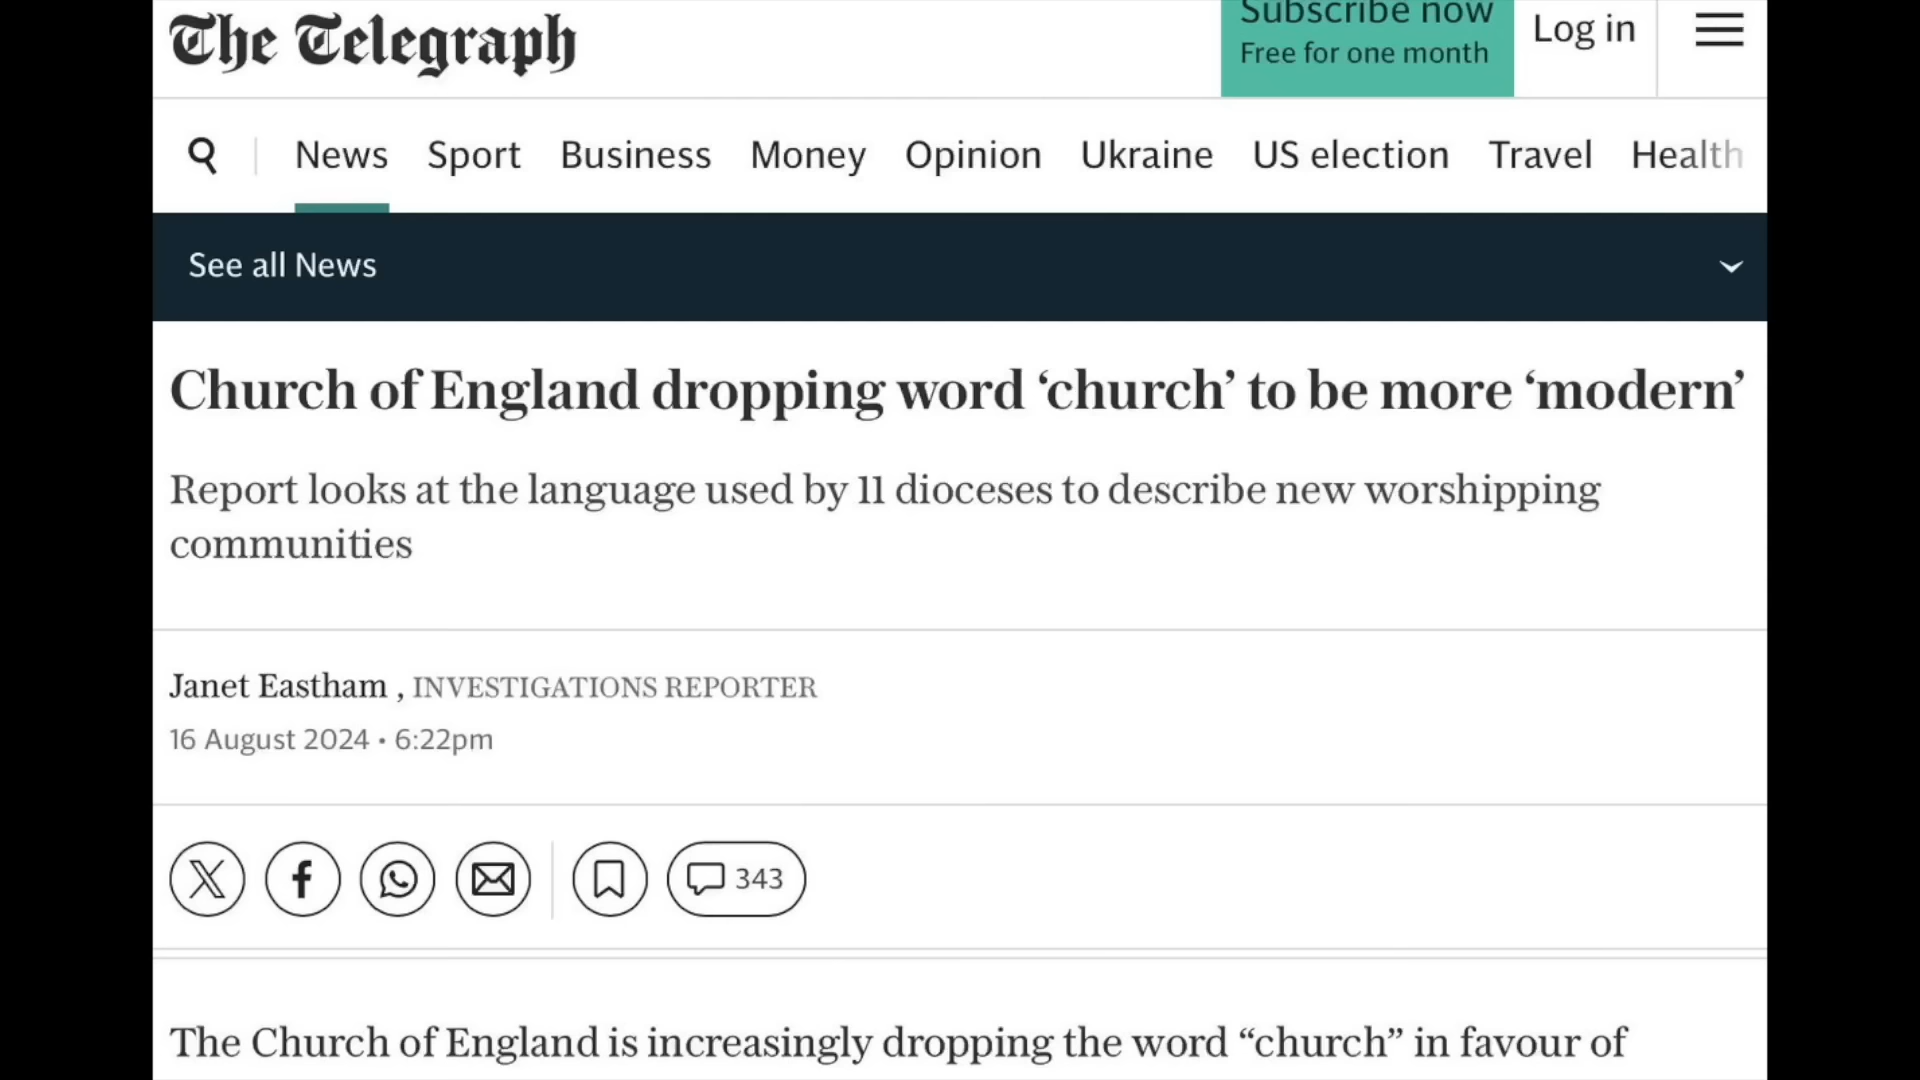 The Telegraph
Subscribe now
Free for one month
Log in
News Sport Business Money Opinion Ukraine US election Travel Health
See all News
Church of England dropping word ‘church’ to be more ‘modern’
Report looks at the language used by 11 dioceses to describe new worshipping
communities
Janet Eastham , INVESTIGATIONS REPORTER
16 August 2024 • 6:22pm
343
The Church of England is increasingly dropping the word “church” in favour of